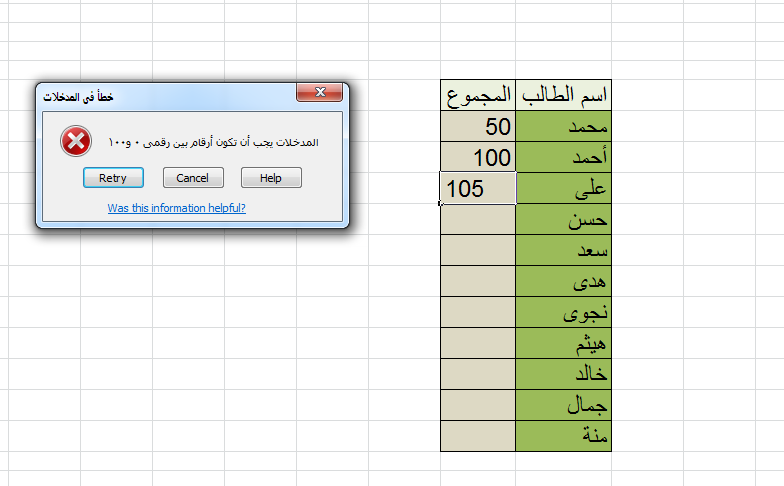 خطأ في المدخلات
المدخلات يجب أن تكون أرقام بين رقمى ٠ و١٠٠
Retry Cancel Help
Was this information helpful?
اسم الطالب المجموع
محمد 50
أحمد 100
على 105
حسن
سعد
هدى
نجوى
هيثم
خالد
جمال
منة